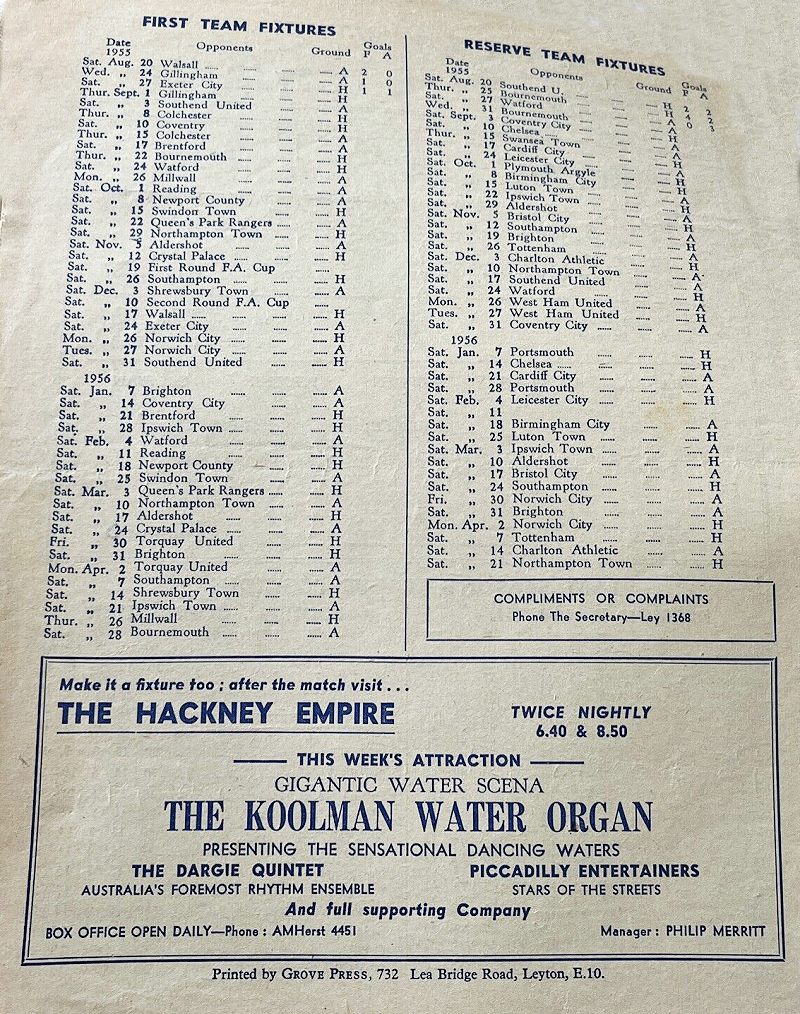 FIRST TEAM FIXTURES
Date 1955 Opponents Ground Goals F A
Sat. Aug. 20 Walsall A 2 0
Wed. „ 24 Gillingham A 1 0
Sat. „ 27 Exeter City H 1 1
Thur. Sept. 1 Gillingham H
Sat. „ 3 Southend United A
Thur. „ 8 Colchester H
Sat. „ 10 Coventry H
Thur. „ 15 Colchester A
Sat. „ 17 Brentford A
Thur. „ 22 Bournemouth H
Sat. „ 24 Watford H
Mon. „ 26 Millwall A
Sat. Oct. 1 Reading A
Sat. „ 8 Newport County A
Sat. „ 15 Swindon Town H
Sat. „ 22 Queen's Park Rangers A
Sat. „ 29 Northampton Town H
Sat. Nov. 5 Aldershot A
Sat. „ 12 Crystal Palace H
Sat. „ 19 First Round F.A. Cup
Sat. „ 26 Southampton H
Sat. Dec. 3 Shrewsbury Town A
Sat. „ 10 Second Round F.A. Cup
Sat. „ 17 Walsall H
Sat. „ 24 Exeter City A
Mon. „ 26 Norwich City H
Tues. „ 27 Norwich City A
Sat. „ 31 Southend United H
1956
Sat. Jan. 7 Brighton A
Sat. „ 14 Coventry City A
Sat. „ 21 Brentford H
Sat. „ 28 Ipswich Town H
Sat. Feb. 4 Watford A
Sat. „ 11 Reading H
Sat. „ 18 Newport County H
Sat. „ 25 Swindon Town A
Sat. Mar. 3 Queen's Park Rangers H
Sat. „ 10 Northampton Town A
Sat. „ 17 Aldershot H
Sat. „ 24 Crystal Palace A
Fri. „ 30 Torquay United H
Sat. „ 31 Brighton H
Mon. Apr. 2 Torquay United A
Sat. „ 7 Southampton A
Sat. „ 14 Shrewsbury Town H
Sat. „ 21 Ipswich Town A
Thur. „ 26 Millwall H
Sat. „ 28 Bournemouth A
RESERVE TEAM FIXTURES
Date 1955 Opponents Ground Goals F A
Sat. Aug. 20 Southend U. H 2 2
Thur. „ 25 Bournemouth H 4 2
Sat. „ 27 Watford A 0 3
Wed. „ 31 Bournemouth A
Sat. Sept. 3 Coventry City H
Sat. „ 10 Chelsea A
Thur. „ 15 Swansea Town H
Sat. „ 17 Cardiff City H
Sat. „ 24 Leicester City A
Sat. Oct. 1 Plymouth Argyle
Sat. „ 8 Birmingham City H
Sat. „ 15 Luton Town A
Sat. „ 22 Ipswich Town H
Sat. „ 29 Aldershot A
Sat. Nov. 5 Bristol City H
Sat. „ 12 Southampton A
Sat. „ 19 Brighton H
Sat. „ 26 Tottenham A
Sat. Dec. 3 Charlton Athletic H
Sat. „ 10 Northampton Town A
Sat. „ 17 Southend United A
Sat. „ 24 Watford H
Mon. „ 26 West Ham United A
Tues. „ 27 West Ham United H
Sat. „ 31 Coventry City A
1956
Sat. Jan. 7 Portsmouth H
Sat. „ 14 Chelsea H
Sat. „ 21 Cardiff City A
Sat. „ 28 Portsmouth A
Sat. Feb. 4 Leicester City H
Sat. „ 11
Sat. „ 18 Birmingham City A
Sat. „ 25 Luton Town H
Sat. Mar. 3 Ipswich Town A
Sat. „ 10 Aldershot H
Sat. „ 17 Bristol City A
Sat. „ 24 Southampton H
Fri. „ 30 Norwich City A
Sat. „ 31 Brighton A
Mon. Apr. 2 Norwich City H
Sat. „ 7 Tottenham H
Sat. „ 14 Charlton Athletic A
Sat. „ 21 Northampton Town H
COMPLIMENTS OR COMPLAINTS
Phone The Secretary—Ley 1368
Make it a fixture too ; after the match visit . . .
THE HACKNEY EMPIRE
TWICE NIGHTLY
6.40 & 8.50
THIS WEEK'S ATTRACTION
GIGANTIC WATER SCENA
THE KOOLMAN WATER ORGAN
PRESENTING THE SENSATIONAL DANCING WATERS
THE DARGIE QUINTET
AUSTRALIA'S FOREMOST RHYTHM ENSEMBLE
PICCADILLY ENTERTAINERS
STARS OF THE STREETS
And full supporting Company
BOX OFFICE OPEN DAILY—Phone : AMHerst 4451
Manager : PHILIP MERRITT
Printed by GROVE PRESS, 732 Lea Bridge Road, Leyton, E.10.